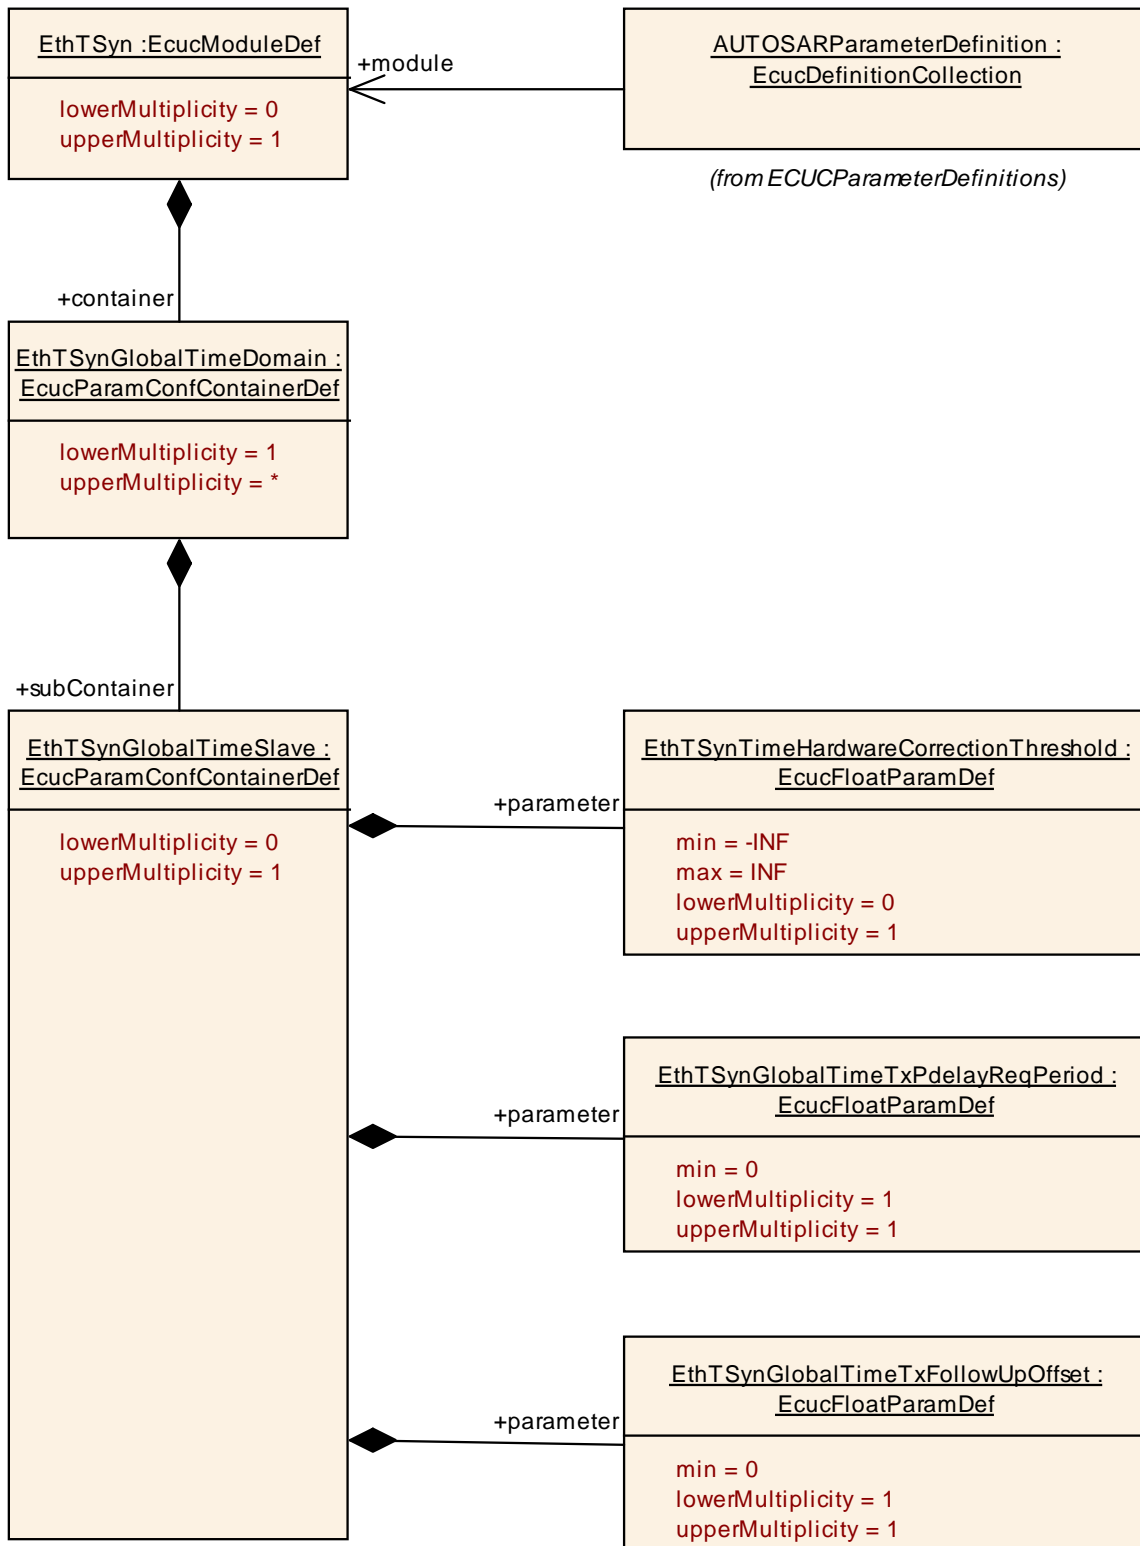 EthTSyn :EcucModuleDef
lowerMultiplicity = 0
upperMultiplicity = 1
+module
AUTOSARParameterDefinition :
EcucDefinitionCollection
(from ECUCParameterDefinitions)
+container
EthTSynGlobalTimeDomain :
EcucParamConfContainerDef
lowerMultiplicity = 1
upperMultiplicity = *
+subContainer
EthTSynGlobalTimeSlave :
EcucParamConfContainerDef
lowerMultiplicity = 0
upperMultiplicity = 1
+parameter
EthTSynTimeHardwareCorrectionThreshold :
EcucFloatParamDef
min = -INF
max = INF
lowerMultiplicity = 0
upperMultiplicity = 1
+parameter
EthTSynGlobalTimeTxPdelayReqPeriod :
EcucFloatParamDef
min = 0
lowerMultiplicity = 1
upperMultiplicity = 1
+parameter
EthTSynGlobalTimeTxFollowUpOffset :
EcucFloatParamDef
min = 0
lowerMultiplicity = 1
upperMultiplicity = 1